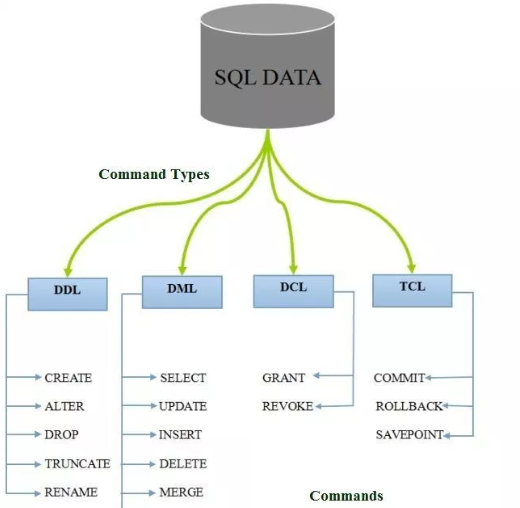 SQL DATA
Command Types
DDL
DML
DCL
TCL
CREATE
ALTER
DROP
TRUNCATE
RENAME
SELECT
UPDATE
INSERT
DELETE
MERGE
GRANT
REVOKE
COMMIT
ROLLBACK
SAVEPOINT
Commands